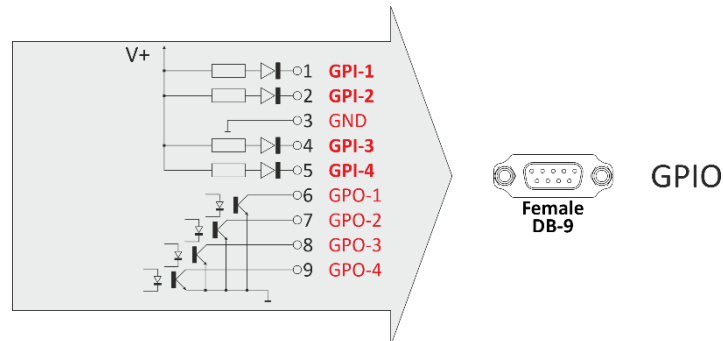 V+
1 GPI-1
2 GPI-2
3 GND
4 GPI-3
5 GPI-4
6 GPO-1
7 GPO-2
8 GPO-3
9 GPO-4
GPIO
Female
DB-9